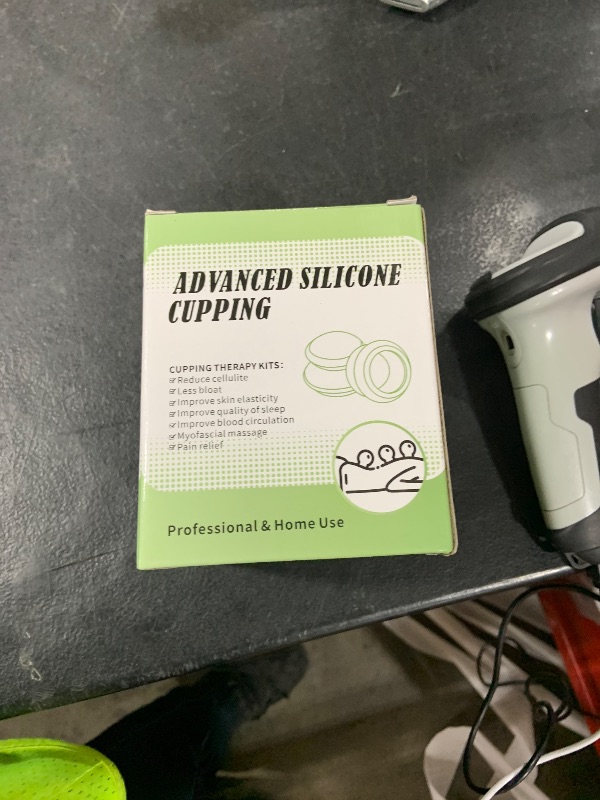 ADVANCED SILICONE
CUPPING
CUPPING THERAPY KITS:
Reduce cellulite
Less bloat
Improve skin elasticity
Improve quality of sleep
Improve blood circulation
Myofascial massage
Pain relief
Professional & Home Use